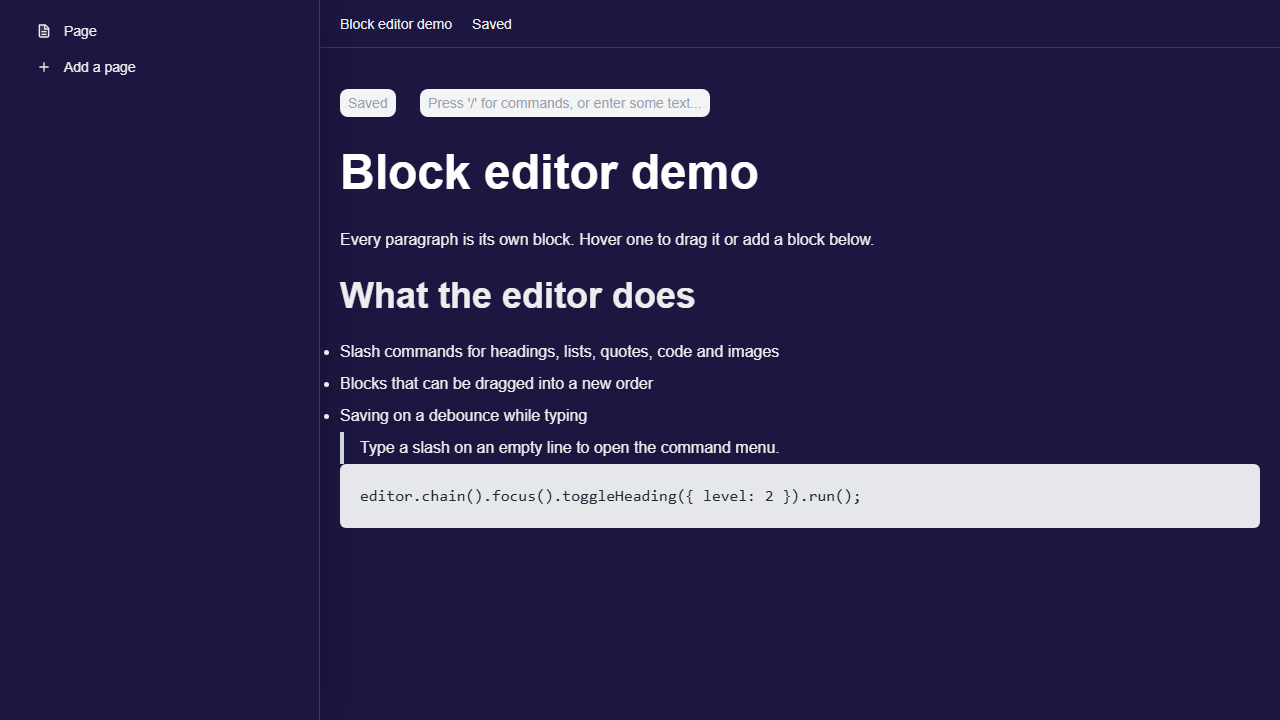 Page
Add a page
Block editor demo Saved
Saved Press '/' for commands, or enter some text...
Block editor demo
Every paragraph is its own block. Hover one to drag it or add a block below.
What the editor does
Slash commands for headings, lists, quotes, code and images
Blocks that can be dragged into a new order
Saving on a debounce while typing
Type a slash on an empty line to open the command menu.
editor.chain().focus().toggleHeading({ level: 2 }).run();